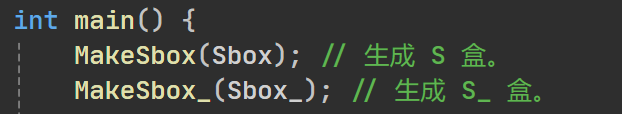 int main() {
MakeSbox(Sbox); // 生成 S 盒。
MakeSbox_(Sbox_); // 生成 S_ 盒。